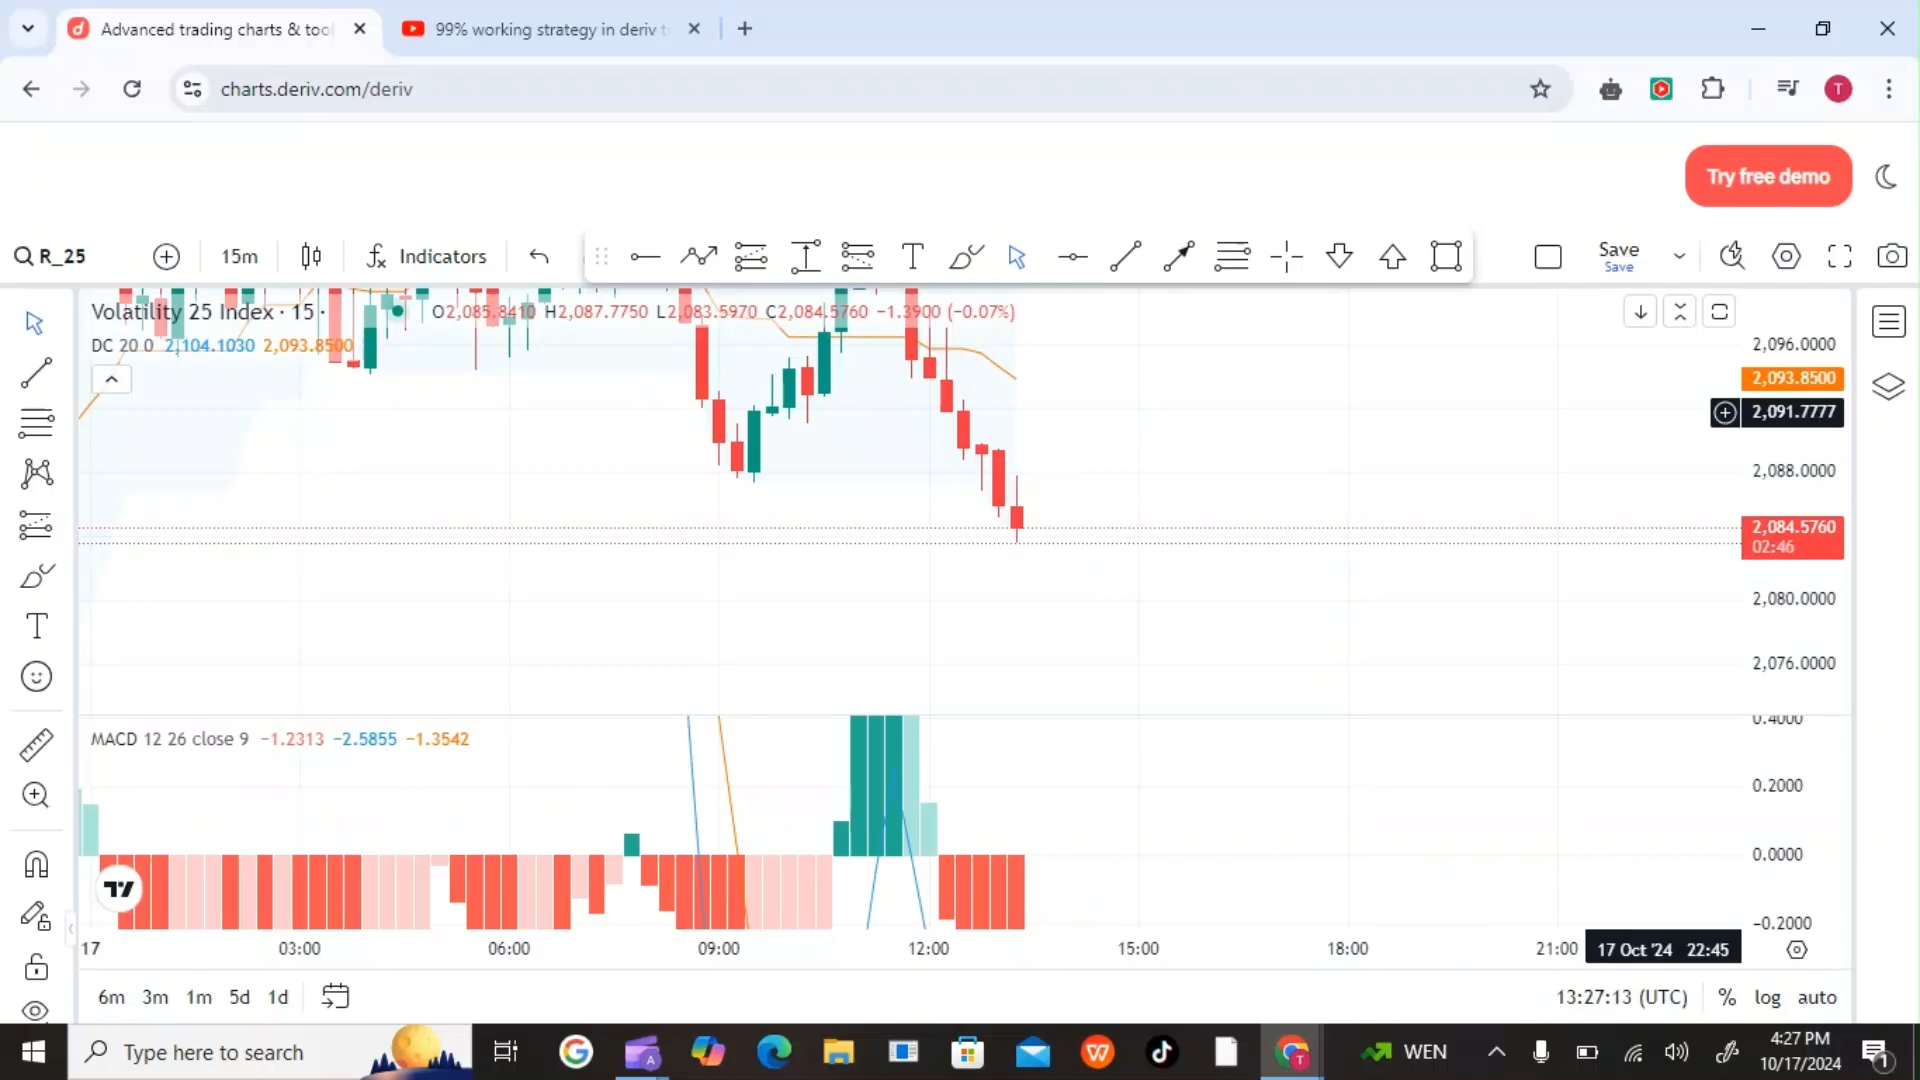 Advanced trading charts & tool
99% working strategy in deriv t
charts.deriv.com/deriv
T
Try free demo
R_25
15m
Indicators
Save
Save
Volatility 25 Index · 15 ·
O2,085.8410 H2,087.7750 L2,083.5970 C2,084.5760 −1.3900 (−0.07%)
DC 20 0 2,104.1030 2,093.8500
2,096.0000
2,093.8500
2,091.7777
2,088.0000
2,084.5760
02:46
2,080.0000
2,076.0000
MACD 12 26 close 9 −1.2313 −2.5855 −1.3542
0.4000
0.2000
0.0000
−0.2000
17
03:00
06:00
09:00
12:00
15:00
18:00
21:00
17 Oct '24 22:45
6m 3m 1m 5d 1d
13:27:13 (UTC)
% log auto
Type here to search
WEN
4:27 PM
10/17/2024
1